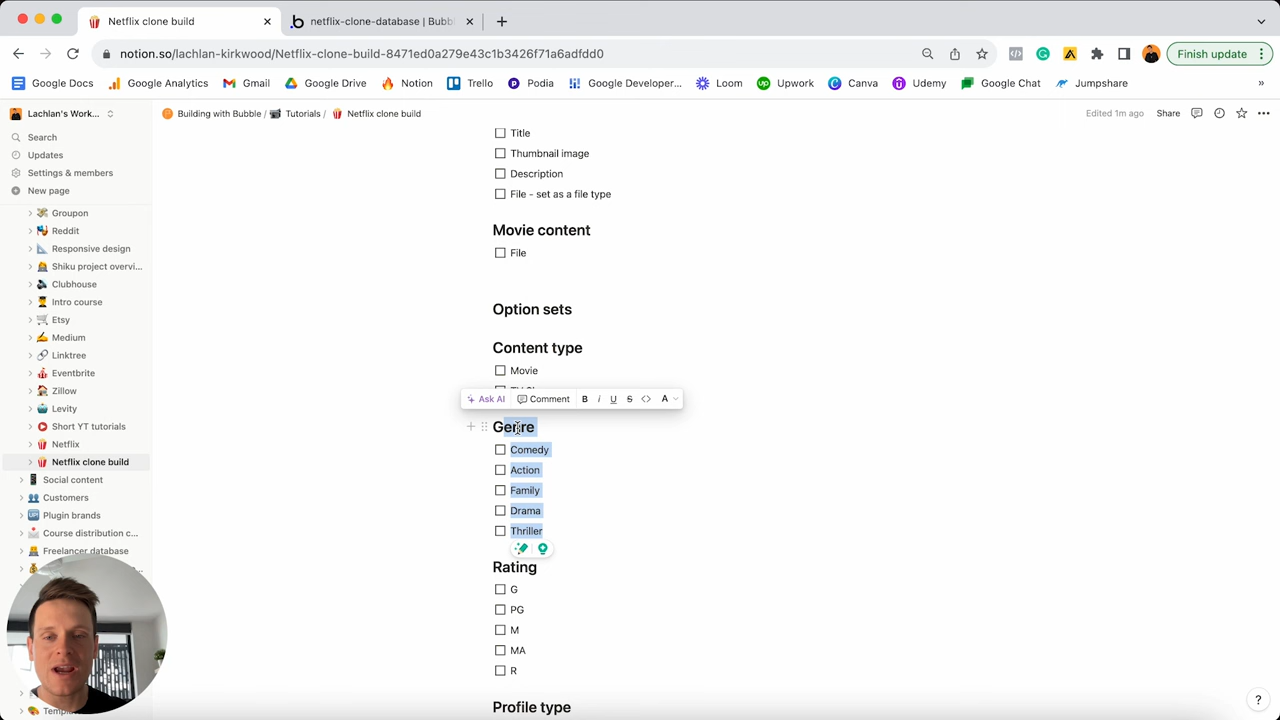 Netflix clone build
netflix-clone-database | Bubb
notion.so/lachlan-kirkwood/Netflix-clone-build-8471ed0a279e43c1b3426f71a6adfdd0
Finish update
Google Docs
Google Analytics
Gmail
Google Drive
Notion
Trello
Podia
Google Developer...
Loom
Upwork
Canva
Udemy
Google Chat
Jumpshare
Lachlan's Work...
Building with Bubble / Tutorials / Netflix clone build
Edited 1m ago
Share
Search
Updates
Settings & members
New page
Groupon
Reddit
Responsive design
Shiku project overvi...
Clubhouse
Intro course
Etsy
Medium
Linktree
Eventbrite
Zillow
Levity
Short YT tutorials
Netflix
Netflix clone build
Social content
Customers
Plugin brands
Course distribution c...
Freelancer database
Title
Thumbnail image
Description
File - set as a file type
Movie content
File
Option sets
Content type
Movie
Ask AI
Comment
B i U S <> A
Genre
Comedy
Action
Family
Drama
Thriller
Rating
G
PG
M
MA
R
Profile type
?